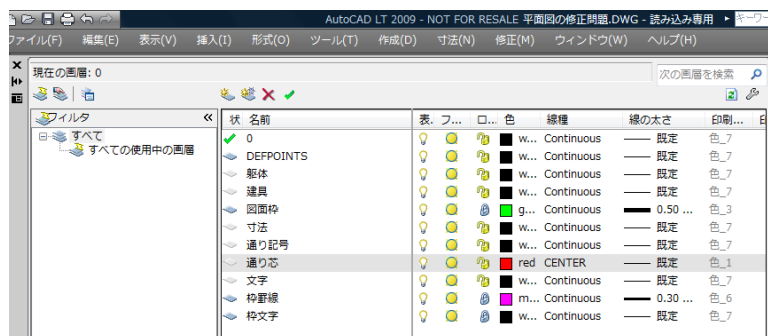 AutoCAD LT 2009 - NOT FOR RESALE 平面図の修正問題.DWG - 読み込み専用 キーワー
ファイル(F) 編集(E) 表示(V) 挿入(I) 形式(O) ツール(T) 作成(D) 寸法(N) 修正(M) ウィンドウ(W) ヘルプ(H)
現在の画層: 0 次の画層を検索
フィルタ
すべて
すべての使用中の画層
状 名前 表. フ... ロ... 色 線種 線の太さ 印刷...
0 w... Continuous 既定 色_7
DEFPOINTS w... Continuous 既定 色_7
躯体 w... Continuous 既定 色_7
建具 w... Continuous 既定 色_7
図面枠 g... Continuous 0.50 ... 色_3
寸法 w... Continuous 既定 色_7
通り記号 w... Continuous 既定 色_7
通り芯 red CENTER 既定 色_1
文字 w... Continuous 既定 色_7
枠罫線 m... Continuous 0.30 ... 色_6
枠文字 w... Continuous 既定 色_7